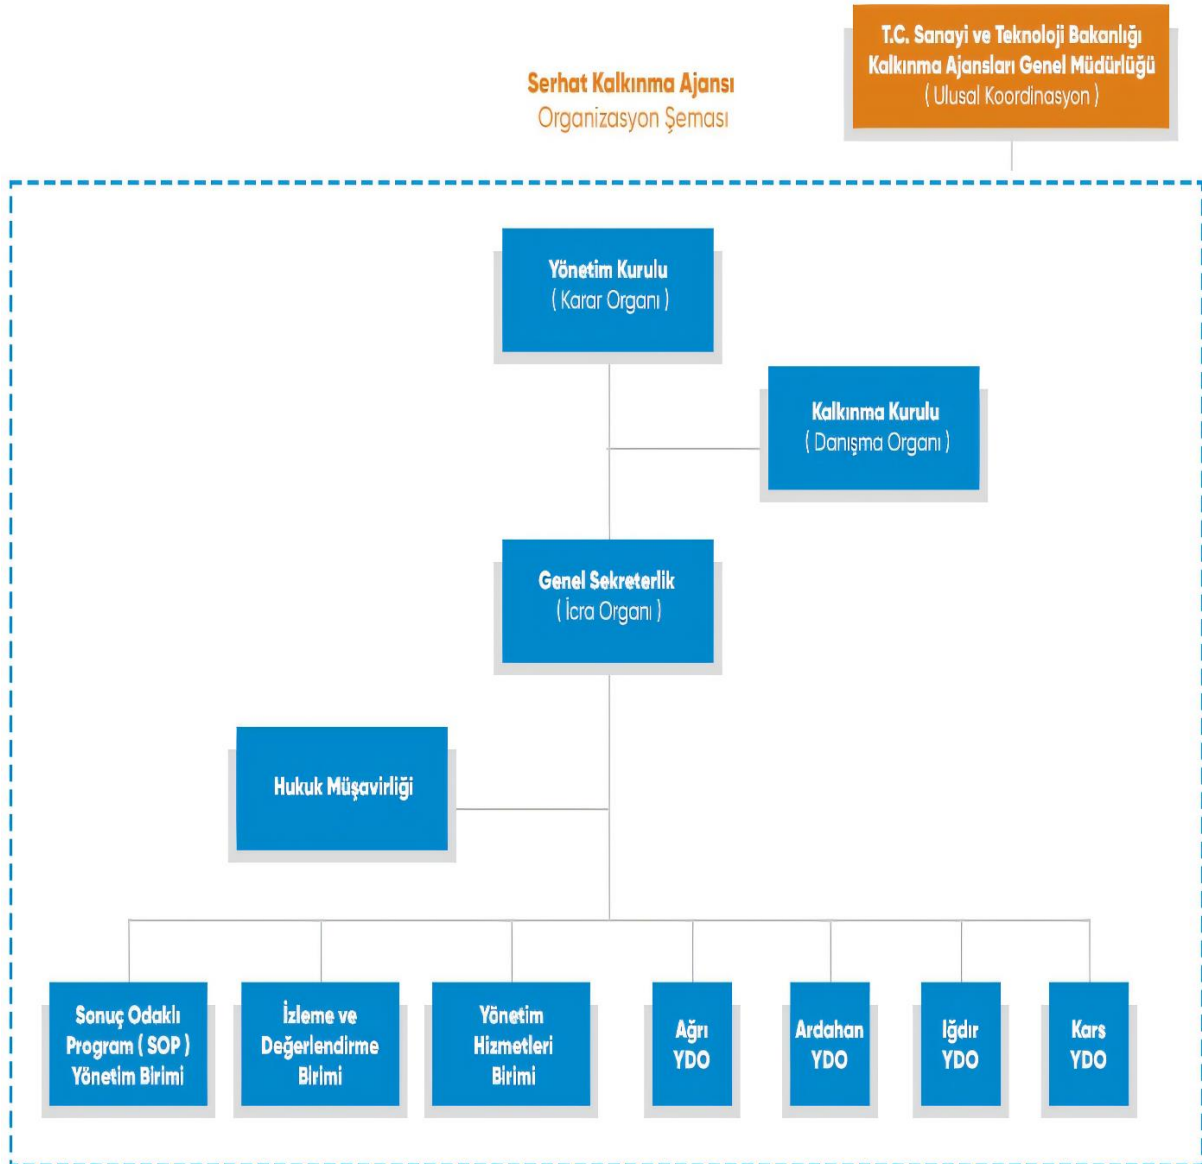 T.C. Sanayi ve Teknoloji Bakanlığı
Kalkınma Ajansları Genel Müdürlüğü
( Ulusal Koordinasyon )
Serhat Kalkınma Ajansı
Organizasyon Şeması
Yönetim Kurulu
( Karar Organı )
Kalkınma Kurulu
( Danışma Organı )
Genel Sekreterlik
( İcra Organı )
Hukuk Müşavirliği
Sonuç Odaklı
Program ( SOP )
Yönetim Birimi
İzleme ve
Değerlendirme
Birimi
Yönetim
Hizmetleri
Birimi
Ağrı
YDO
Ardahan
YDO
Iğdır
YDO
Kars
YDO